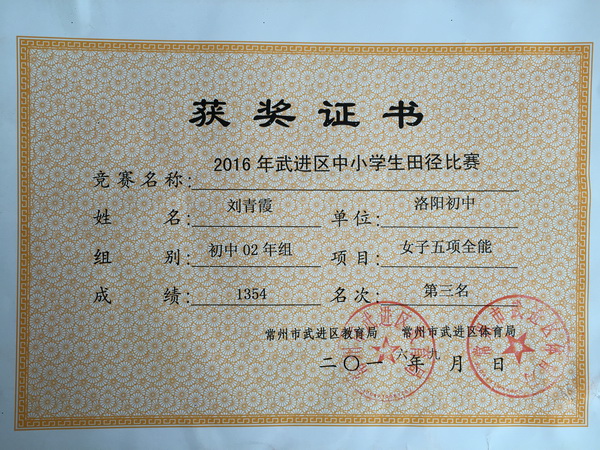 获奖证书
竞赛名称:2016年武进区中小学生田径比赛
姓名:刘青霞 单位:洛阳初中
组别:初中02年组 项目:女子五项全能
成绩:1354 名次:第三名
常州市武进区教育局 常州市武进区体育局
二〇一六年九月 日